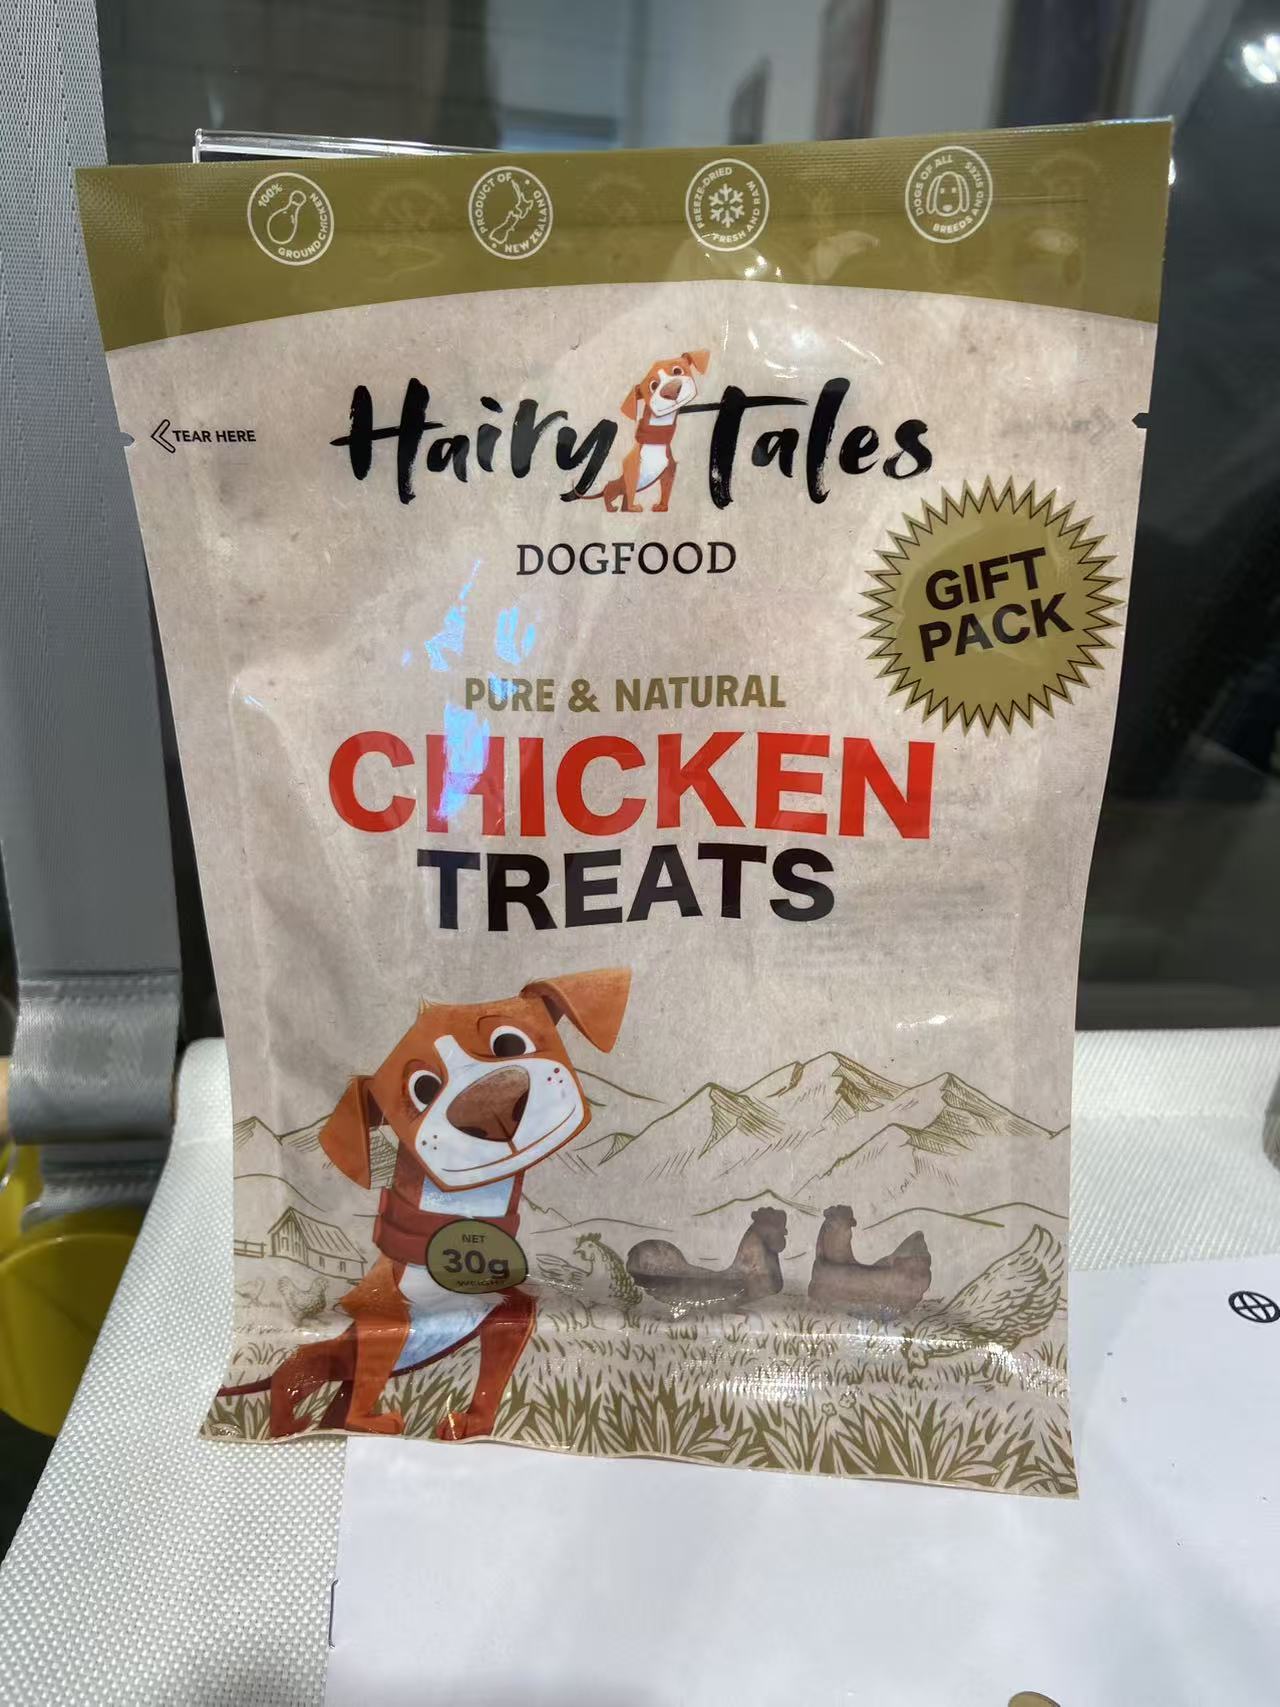 100%
GROUND CHICKEN
PRODUCT OF
NEW ZEALAND
FREEZE-DRIED
FRESH AND RAW
DOGS OF ALL
BREEDS AND SIZES
TEAR HERE
Hairy Tales
DOGFOOD
GIFT
PACK
PURE & NATURAL
CHICKEN
TREATS
NET
30g
WEIGHT